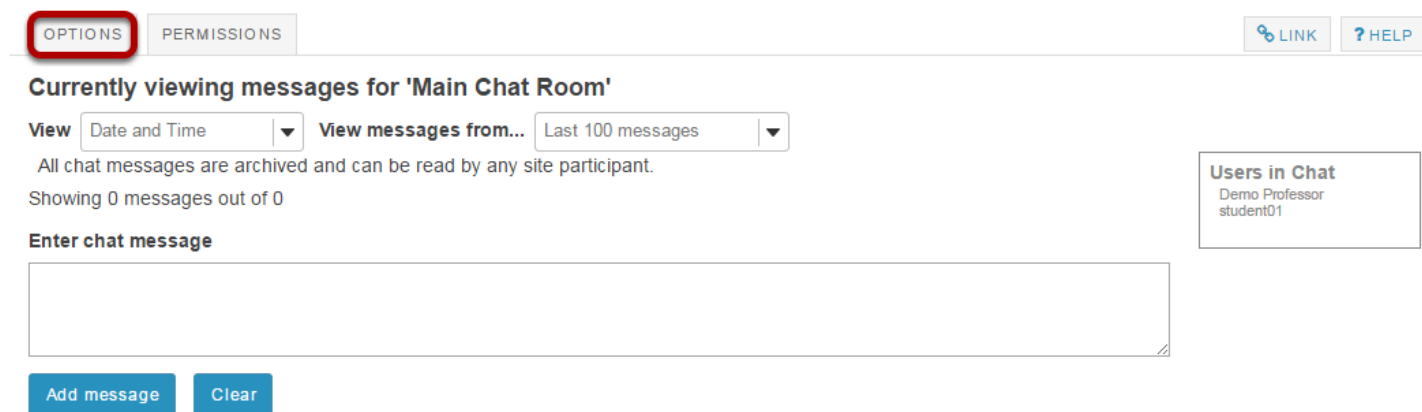 OPTIONS PERMISSIONS LINK ? HELP
Currently viewing messages for 'Main Chat Room'
View Date and Time View messages from... Last 100 messages
All chat messages are archived and can be read by any site participant.
Showing 0 messages out of 0
Users in Chat
Demo Professor
student01
Enter chat message
Add message Clear